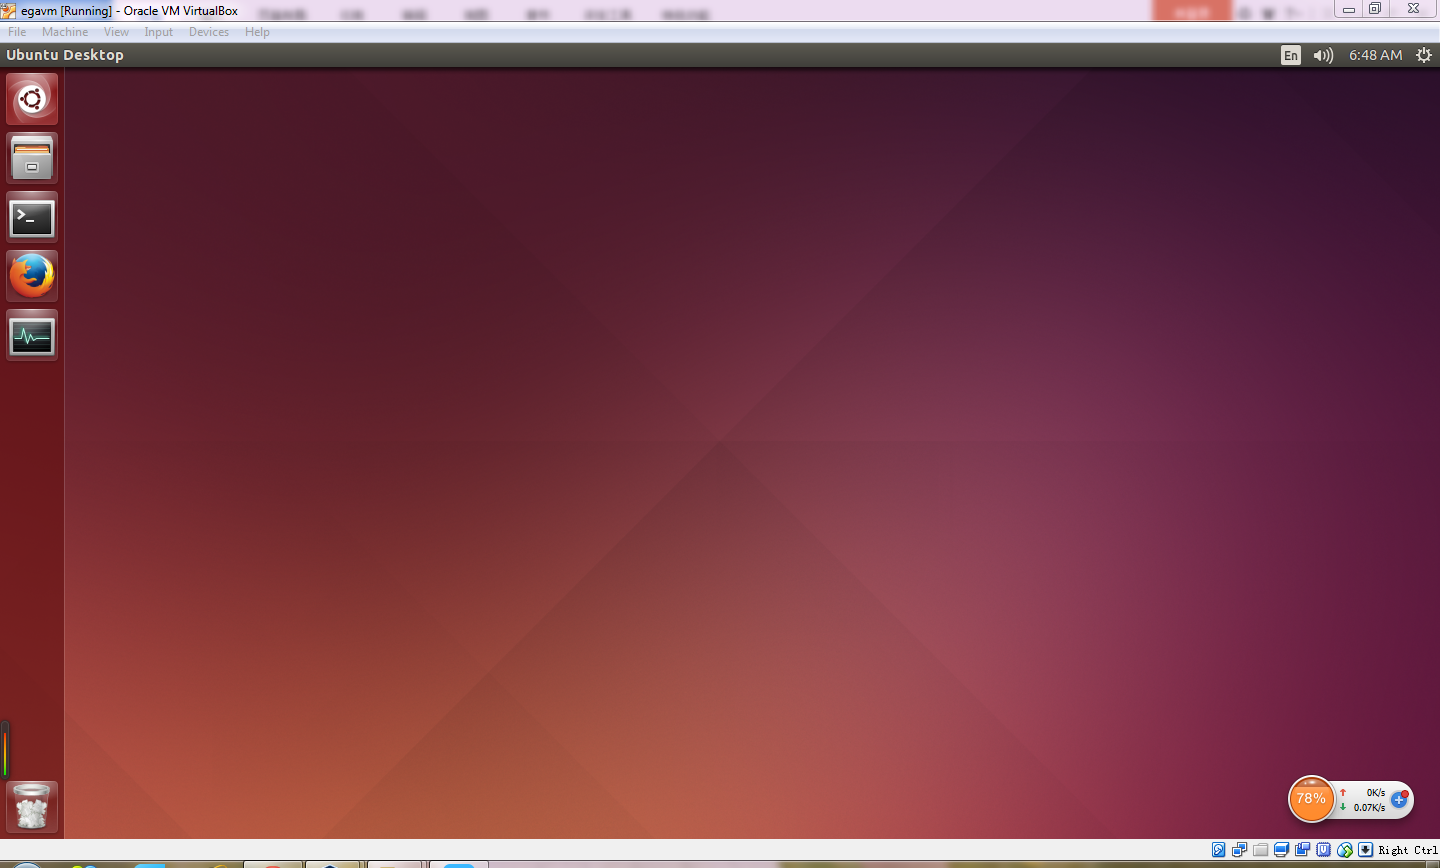 egavm [Running] - Oracle VM VirtualBox
File Machine View Input Devices Help
Ubuntu Desktop En 6:48 AM
78% 0K/s
0.07K/s
Right Ctrl